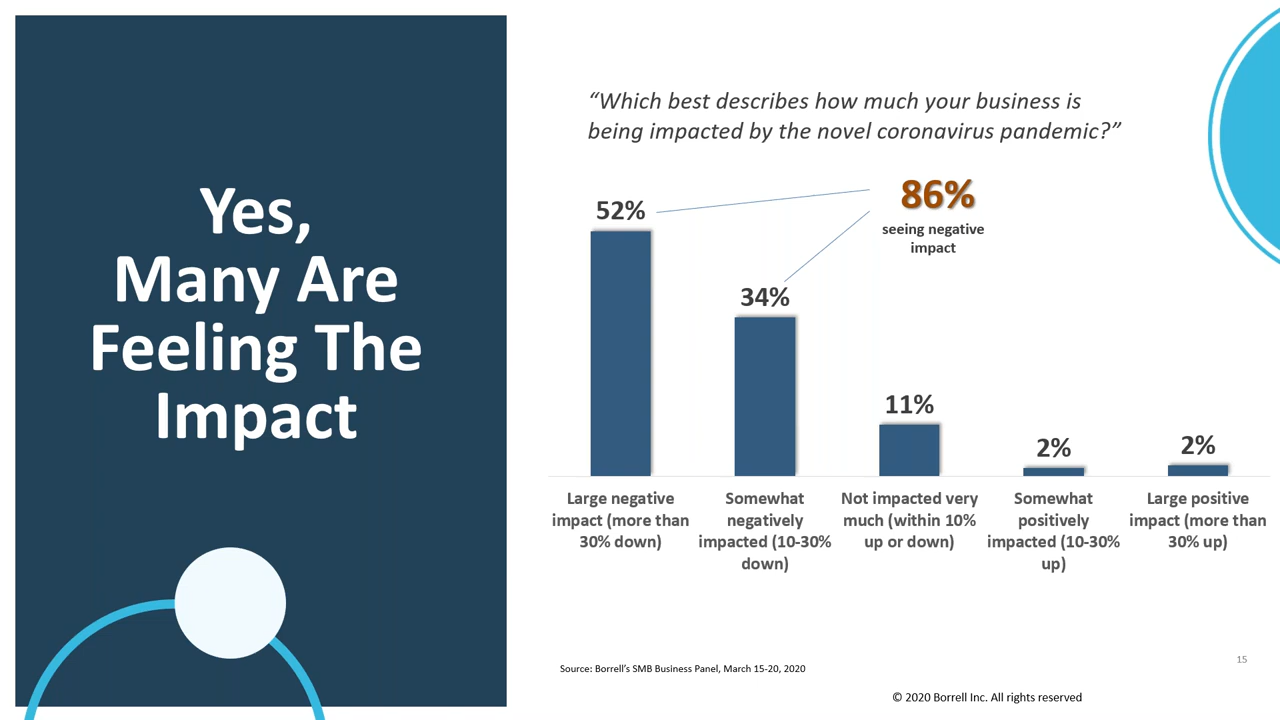 Yes,
Many Are
Feeling The
Impact
“Which best describes how much your business is
being impacted by the novel coronavirus pandemic?”
86%
seeing negative
impact
52%
34%
11%
2%
2%
Large negative
impact (more than
30% down)
Somewhat
negatively
impacted (10-30%
down)
Not impacted very
much (within 10%
up or down)
Somewhat
positively
impacted (10-30%
up)
Large positive
impact (more than
30% up)
Source: Borrell’s SMB Business Panel, March 15-20, 2020
15
© 2020 Borrell Inc. All rights reserved